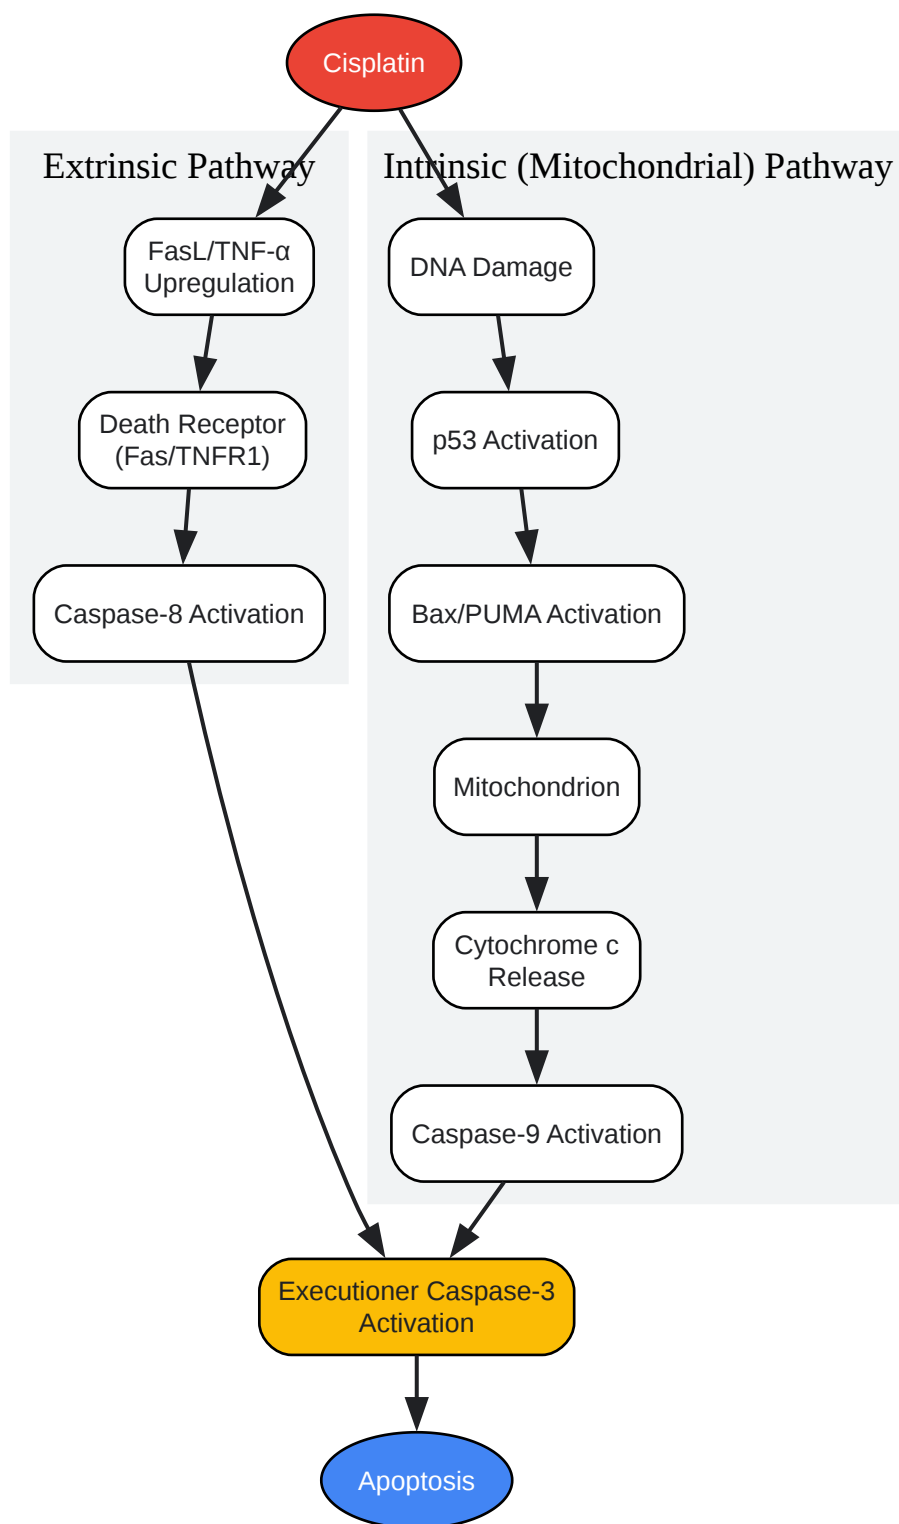 Cisplatin
Extrinsic Pathway
FasL/TNF-α
Upregulation
Death Receptor
(Fas/TNFR1)
Caspase-8 Activation
Intrinsic (Mitochondrial) Pathway
DNA Damage
p53 Activation
Bax/PUMA Activation
Mitochondrion
Cytochrome c
Release
Caspase-9 Activation
Executioner Caspase-3
Activation
Apoptosis